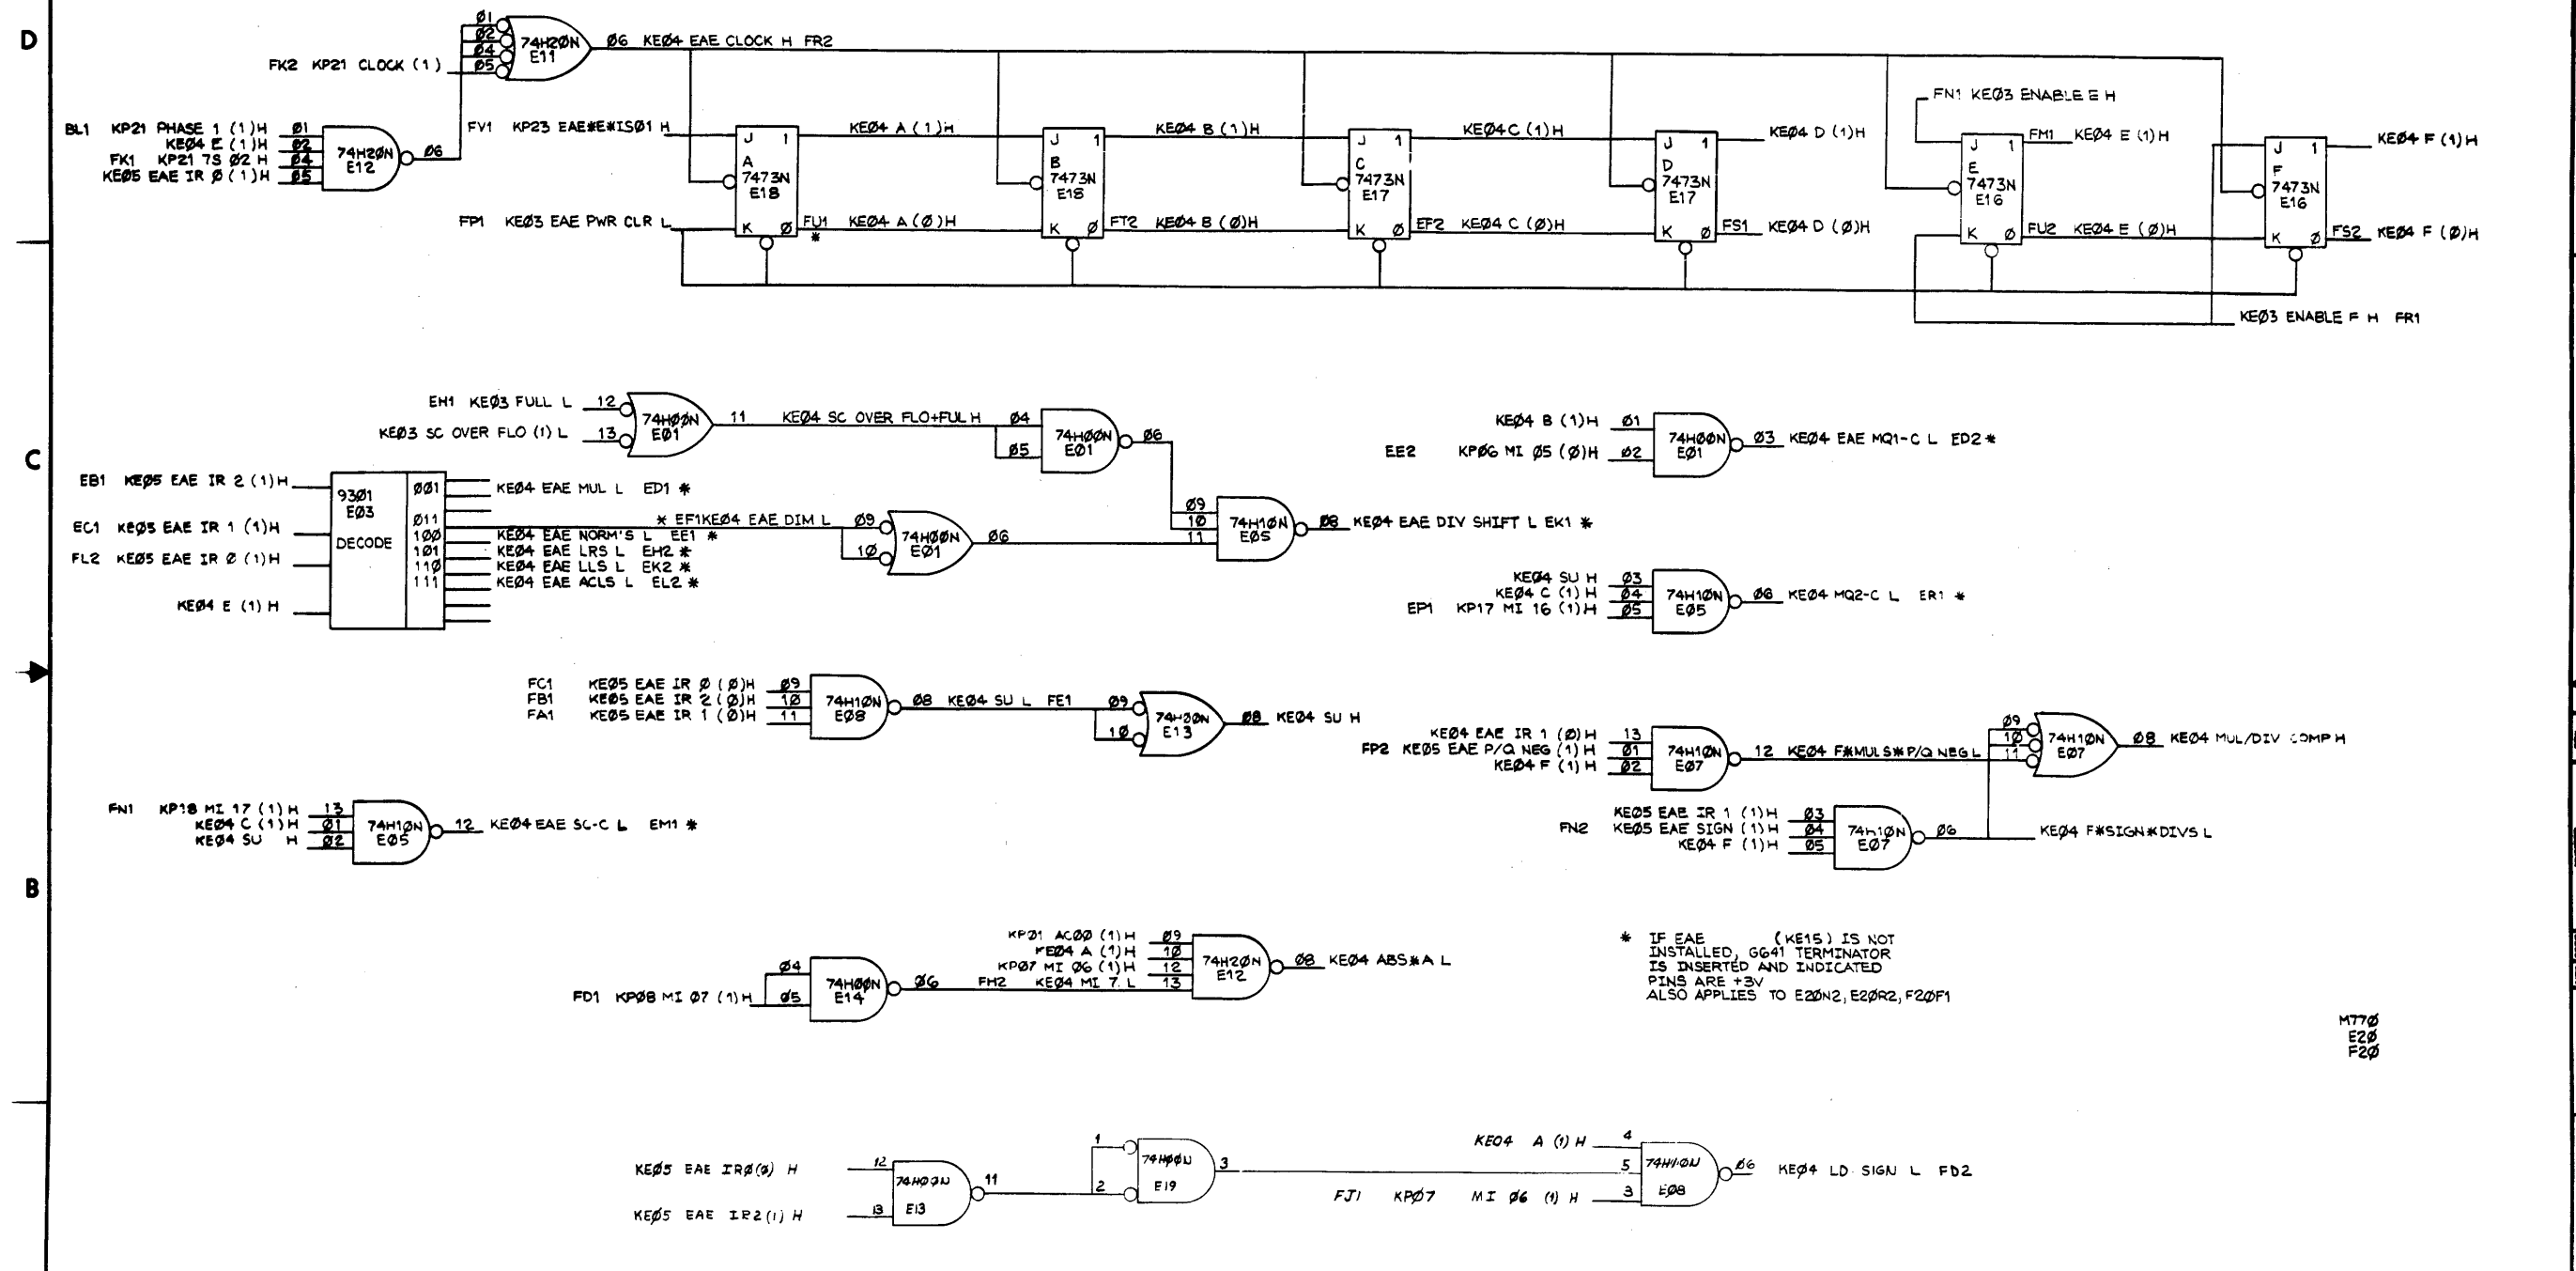 D
Ø1
Ø2
Ø4
Ø5
74H2ØN
E11
Ø6 KEØ4 EAE CLOCK H FR2
FK2 KP21 CLOCK (1)
BL1 KP21 PHASE 1 (1)H Ø1
KEØ4 E (1)H Ø2
FK1 KP21 7S Ø2 H Ø4
KEØ5 EAE IR Ø (1)H Ø5
74H2ØN
E12
Ø6
FV1 KP23 EAE*E*ISØ1 H
FP1 KEØ3 EAE PWR CLR L
J 1
A
7473N
E18
K Ø
FU1 KEØ4 A (Ø)H
*
KEØ4 A (1)H
J 1
B
7473N
E18
K Ø
FT2 KEØ4 B (Ø)H
KEØ4 B (1)H
J 1
C
7473N
E17
K Ø
EF2 KEØ4 C (Ø)H
KEØ4 C (1)H
J 1
D
7473N
E17
K Ø
FS1 KEØ4 D (Ø)H
KEØ4 D (1)H
FN1 KEØ3 ENABLE E H
J 1
E
7473N
E16
K Ø
FM1 KEØ4 E (1)H
FU2 KEØ4 E (Ø)H
J 1
F
7473N
E16
K Ø
KEØ4 F (1)H
FS2 KEØ4 F (Ø)H
KEØ3 ENABLE F H FR1
C
EH1 KEØ3 FULL L 12
KEØ3 SC OVER FLO (1) L 13
74HØØN
EØ1
11 KEØ4 SC OVER FLO+FUL H Ø4
Ø5
74HØØN
EØ1
Ø6
KEØ4 B (1)H Ø1
EE2 KPØ6 MI Ø5 (Ø)H Ø2
74HØØN
EØ1
Ø3 KEØ4 EAE MQ1-C L ED2 *
EB1 KEØ5 EAE IR 2 (1)H
EC1 KEØ5 EAE IR 1 (1)H
FL2 KEØ5 EAE IR Ø (1)H
KEØ4 E (1) H
93Ø1
EØ3
DECODE
ØØ1
Ø11
1ØØ
1Ø1
11Ø
111
KEØ4 EAE MUL L ED1 *
* EF1KEØ4 EAE DIM L Ø9
1Ø
KEØ4 EAE NORM'S L EE1 *
KEØ4 EAE LRS L EH2 *
KEØ4 EAE LLS L EK2 *
KEØ4 EAE ACLS L EL2 *
74HØØN
EØ1
Ø6
Ø9
1Ø
11
74H1ØN
EØ5
Ø8 KEØ4 EAE DIV SHIFT L EK1 *
KEØ4 SU H Ø3
KEØ4 C (1)H Ø4
EP1 KP17 MI 16 (1)H Ø5
74H1ØN
EØ5
Ø6 KEØ4 MQ2-C L ER1 *
FC1 KEØ5 EAE IR Ø (Ø)H Ø9
FB1 KEØ5 EAE IR 2 (Ø)H 1Ø
FA1 KEØ5 EAE IR 1 (Ø)H 11
74H1ØN
EØ8
Ø8 KEØ4 SU L FE1 Ø9
1Ø
74HØØN
E13
Ø8 KEØ4 SU H
KEØ4 EAE IR 1 (Ø)H 13
FP2 KEØ5 EAE P/Q NEG (1)H Ø1
KEØ4 F (1)H Ø2
74H1ØN
EØ7
12 KEØ4 F*MULS*P/Q NEG L
Ø9
1Ø
11
74H1ØN
EØ7
Ø8 KEØ4 MUL/DIV COMP H
KEØ5 EAE IR 1 (1)H Ø3
FN2 KEØ5 EAE SIGN (1)H Ø4
KEØ4 F (1)H Ø5
74H1ØN
EØ7
Ø6
KEØ4 F*SIGN*DIVS L
FN1 KP18 MI 17 (1)H 13
KEØ4 C (1)H Ø1
KEØ4 SU H Ø2
74H1ØN
EØ5
12 KEØ4 EAE SC-C L EM1 *
B
FD1 KPØ8 MI Ø7 (1)H
Ø4
Ø5
74HØØN
E14
Ø6 FH2 KEØ4 MI 7 L 13
KPØ1 ACØØ (1)H Ø9
KEØ4 A (1)H 1Ø
KPØ7 MI Ø6 (1)H 12
74H2ØN
E12
Ø8 KEØ4 ABS*A L
* IF EAE (KE15) IS NOT
INSTALLED, G641 TERMINATOR
IS INSERTED AND INDICATED
PINS ARE +3V
ALSO APPLIES TO E2ØN2, E2ØR2, F2ØF1
M77Ø
E2Ø
F2Ø
KEØ5 EAE IRØ(Ø) H 12
KEØ5 EAE IR2(1) H 13
74HØØN
E13
11
1
2
74HØØN
E19
3
KEO4 A (1) H 4
5
FJ1 KPØ7 MI Ø6 (1) H 3
74H1ØN
EØ8
Ø6 KEØ4 LD SIGN L FD2